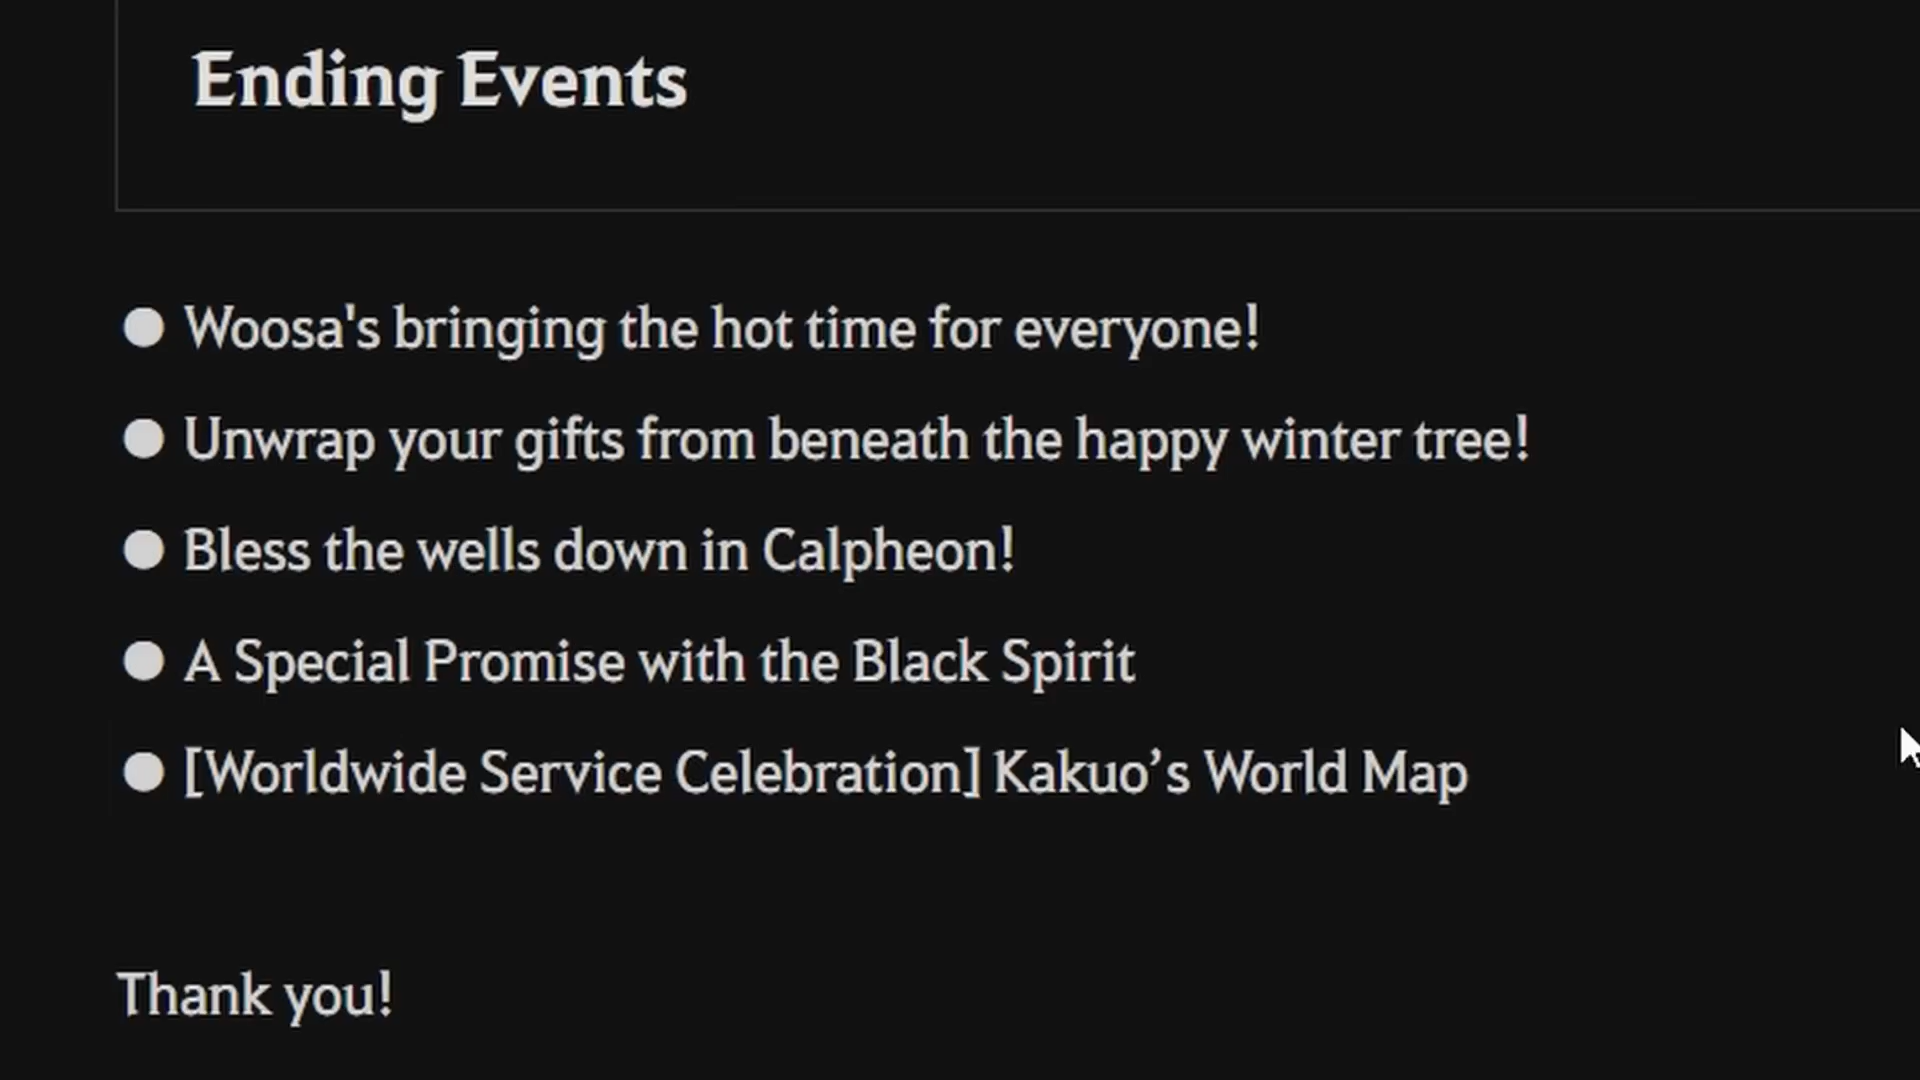 Ending Events
● Woosa's bringing the hot time for everyone!
● Unwrap your gifts from beneath the happy winter tree!
● Bless the wells down in Calpheon!
● A Special Promise with the Black Spirit
● [Worldwide Service Celebration] Kakuo’s World Map
Thank you!